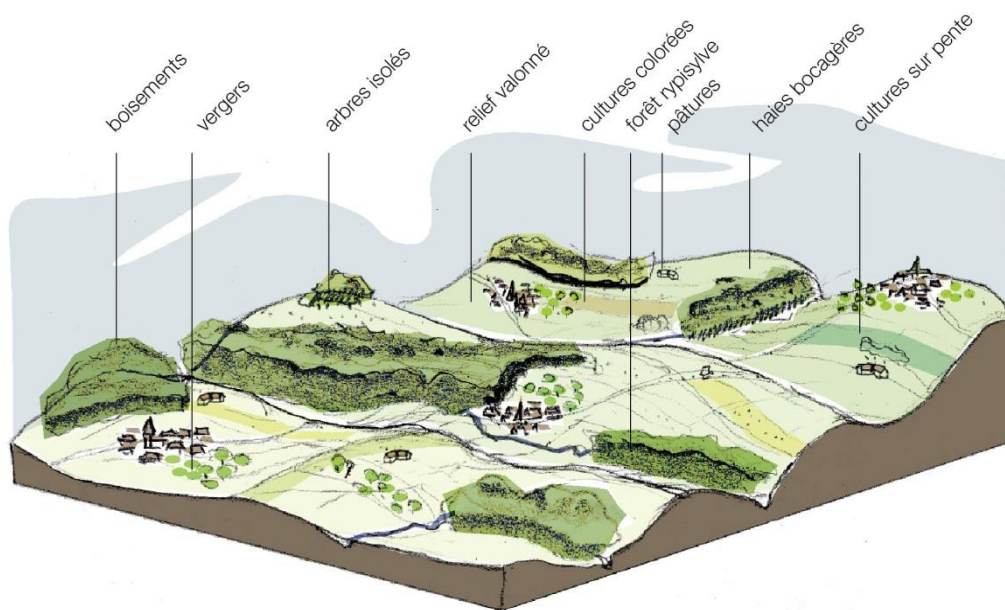 boisements
vergers
arbres isolés
relief valonné
cultures colorées
forêt rypisylve
pâtures
haies bocagères
cultures sur pente